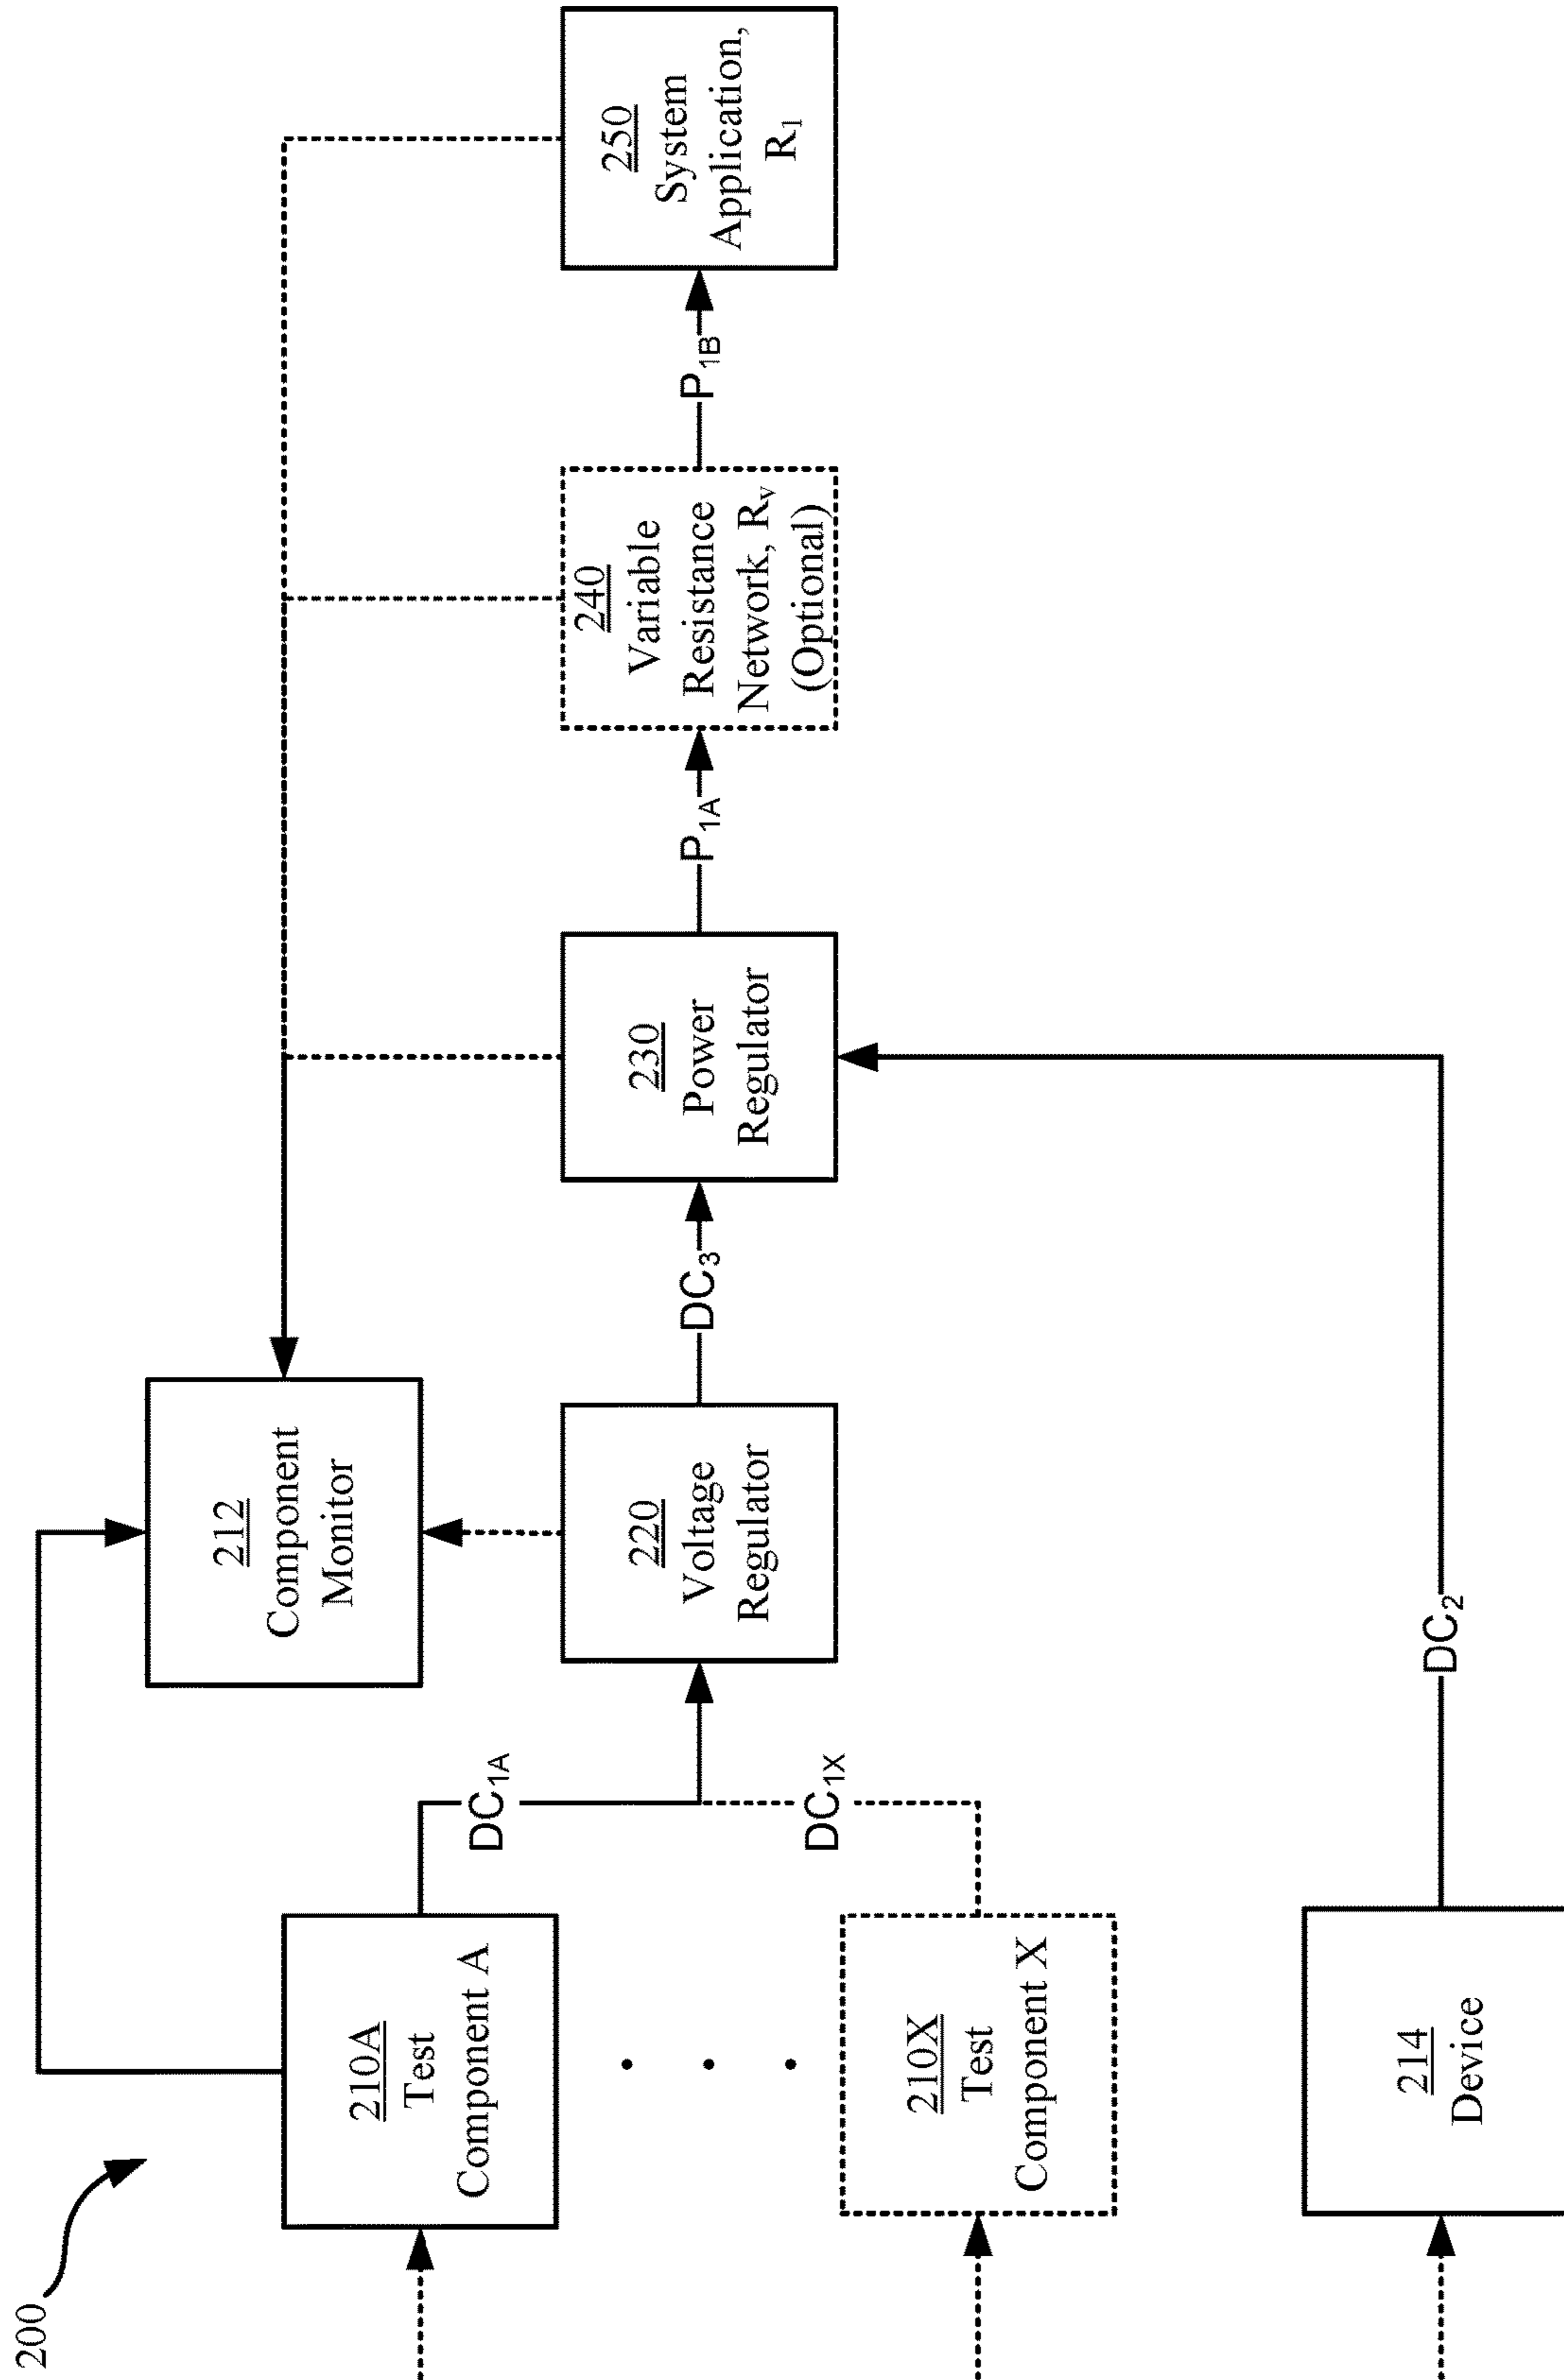 200
210A
Test
Component A
210X
Test
Component X
214
Device
DC1A
DC1X
DC2
212
Component
Monitor
220
Voltage
Regulator
DC3
230
Power
Regulator
P1A
240
Variable
Resistance
Network, Rv
(Optional)
P1B
250
System
Application,
R1